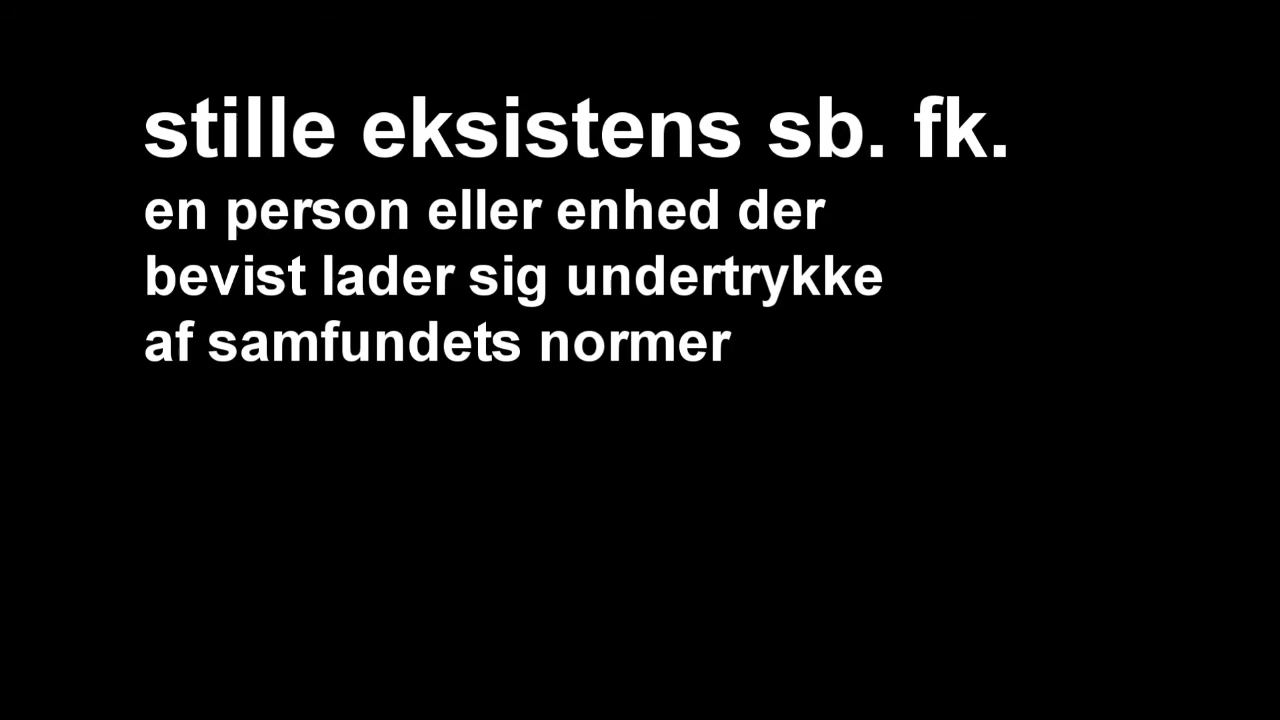 stille eksistens sb. fk.
en person eller enhed der
bevist lader sig undertrykke
af samfundets normer